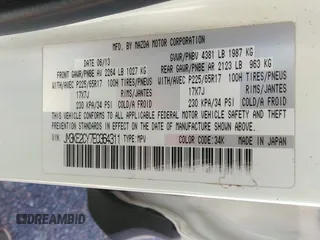 MFD. BY MAZDA MOTOR CORPORATION
DATE 06/13 GVWR/PNBV 4381 LB 1987 KG
FRONT GAWR/PNBE AV 2264 LB 1027 KG REAR GAWR/PNBE AR 2123 LB 963 KG
WITH/AVEC P225/65R17 100H TIRES/PNEUS WITH/AVEC P225/65R17 100H TIRES/PNEUS
17X7J RIMS/JANTES 17X7J RIMS/JANTES
230 KPA/34 PSI COLD/A FROID 230 KPA/34 PSI COLD/A FROID
THIS VEHICLE CONFORMS TO ALL APPLICABLE FEDERAL MOTOR VEHICLE SAFETY,
BUMPER, AND THEFT PREVENTION STANDARDS IN EFFECT ON THE DATE OF
MANUFACTURE SHOWN ABOVE.
JM3KE2CY7E0364311 TYPE: MPV COLOR CODE: 34K MADE IN JAPAN
DREAMBID